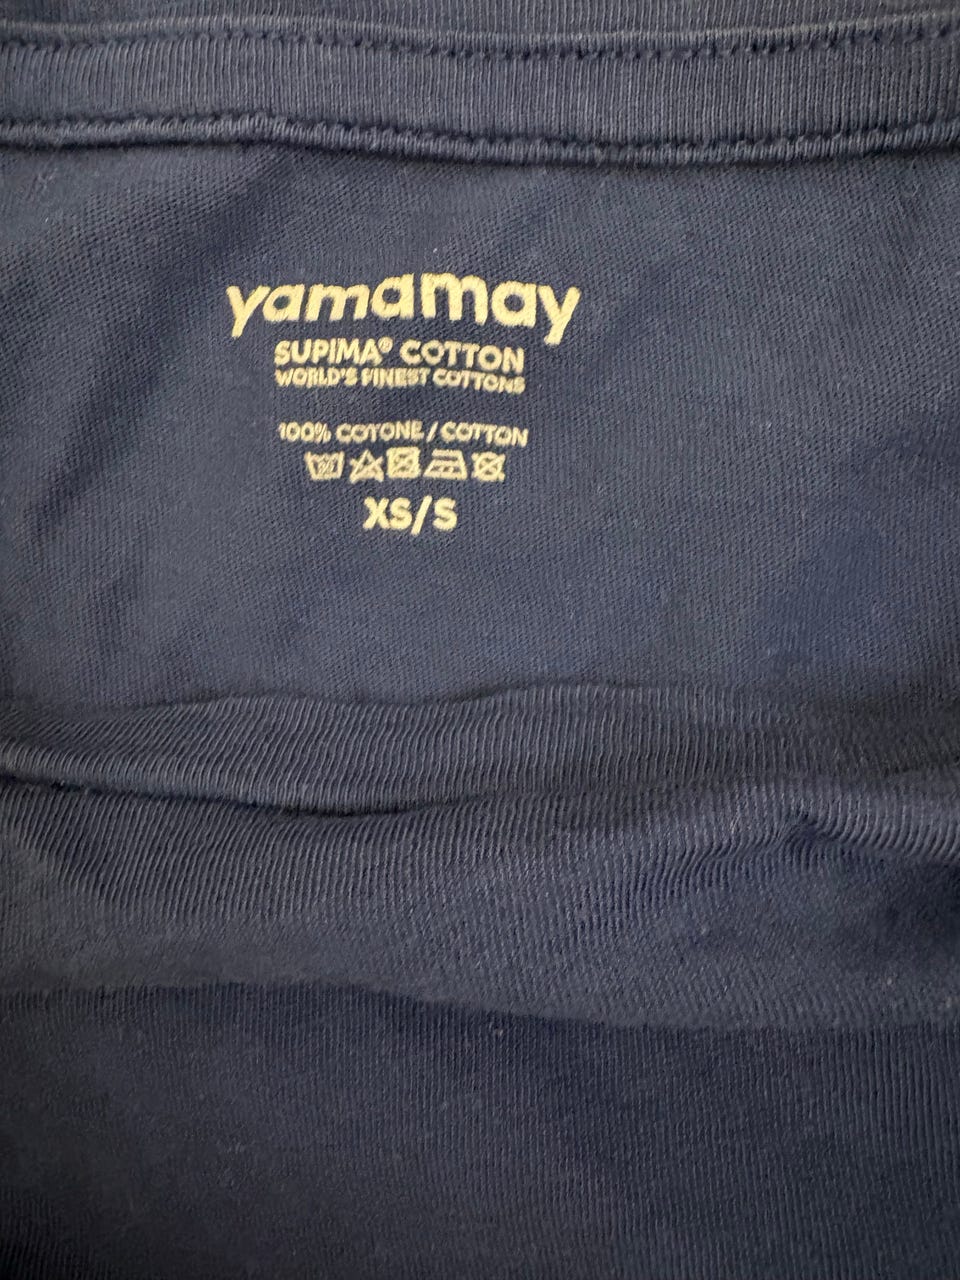 yamamay
SUPIMA® COTTON
WORLD'S FINEST COTTONS
100% COTONE / COTTON
XS/S